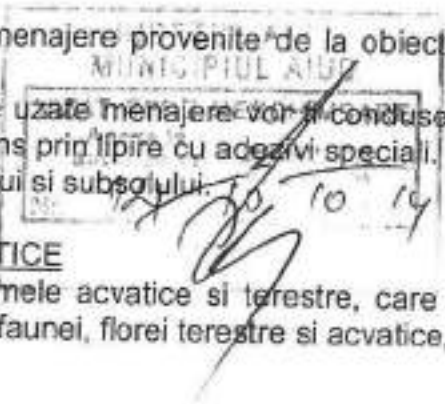 menajere provenite de la obiect
MUNICIPIUL AIUD
uzate menajere vor fi conduse
ns prin lipire cu adezivi speciali.
ui si subsolului.
10 10 14
TICE
mele acvatice si terestre, care
faunei, florei terestre si acvatice,